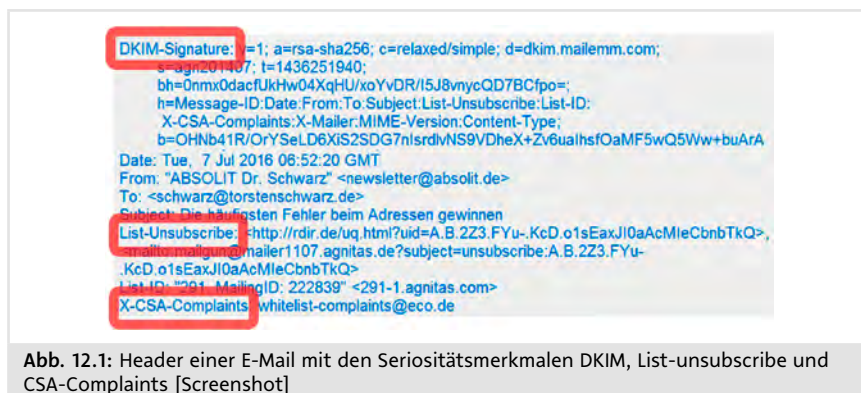 DKIM-Signature: v=1; a=rsa-sha256; c=relaxed/simple; d=dkim.mailemm.com;
s=agn201407; t=1436251940;
bh=0nmx0dacfUkHw04XqHU/xoYvDR/I5J8vnycQD7BCfpo=;
h=Message-ID:Date:From:To:Subject:List-Unsubscribe:List-ID:
X-CSA-Complaints:X-Mailer:MIME-Version:Content-Type;
b=OHNb41R/OrYSeLD6XiS2SDG7nIsrdlvNS9VDheX+Zv6ualhsfOaMF5wQ5Ww+buArA
Date: Tue, 7 Jul 2016 06:52:20 GMT
From: "ABSOLIT Dr. Schwarz" <newsletter@absolit.de>
To: <schwarz@torstenschwarz.de>
Subject: Die häufigsten Fehler beim Adressen gewinnen
List-Unsubscribe: <http://rdir.de/uq.html?uid=A.B.2Z3.FYu-.KcD.o1sEaxJI0aAcMIeCbnbTkQ>,
<mailto:mailgun@mailer1107.agnitas.de?subject=unsubscribe:A.B.2Z3.FYu-
.KcD.o1sEaxJI0aAcMIeCbnbTkQ>
List-ID: "291, MailingID: 222839" <291-1.agnitas.com>
X-CSA-Complaints: whitelist-complaints@eco.de
Abb. 12.1: Header einer E-Mail mit den Seriositätsmerkmalen DKIM, List-unsubscribe und
CSA-Complaints [Screenshot]